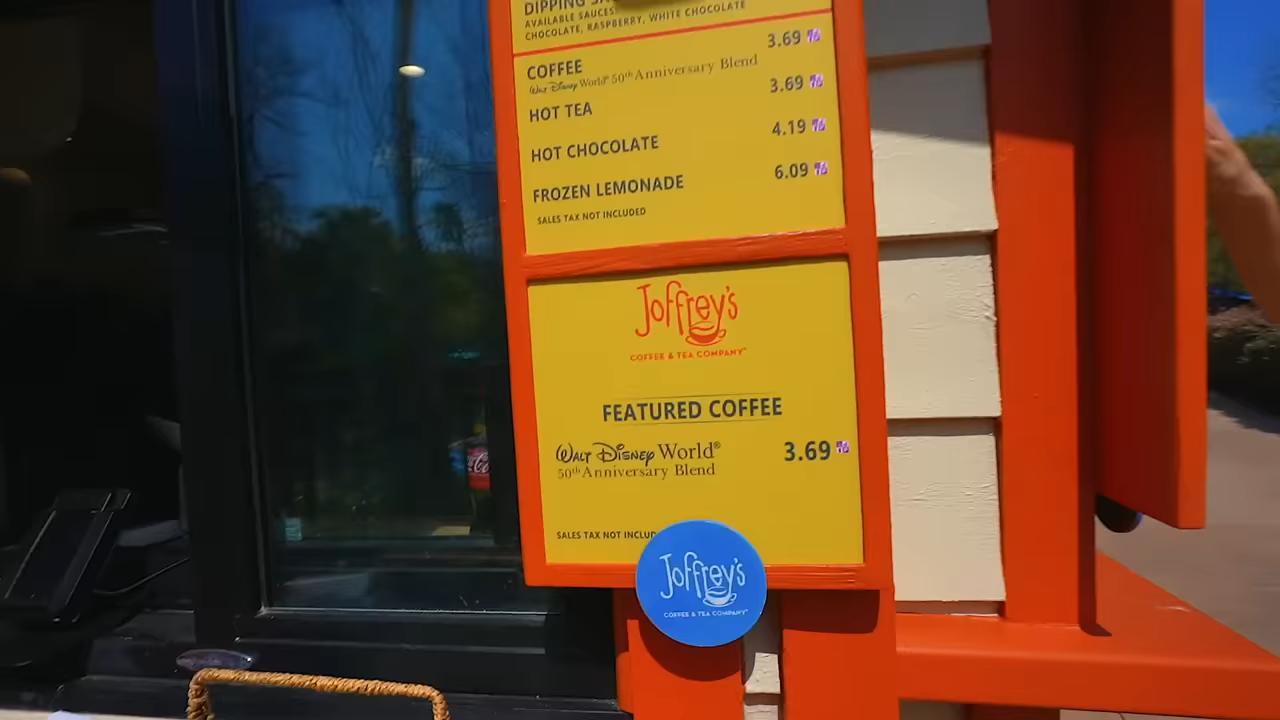 DIPPING
AVAILABLE SAUCES:
CHOCOLATE, RASPBERRY, WHITE CHOCOLATE
COFFEE 3.69
Walt Disney World® 50th Anniversary Blend
HOT TEA 3.69
HOT CHOCOLATE 4.19
FROZEN LEMONADE 6.09
SALES TAX NOT INCLUDED
Joffrey's
COFFEE & TEA COMPANY™
FEATURED COFFEE
Walt Disney World® 3.69
50th Anniversary Blend
SALES TAX NOT INCLUD
Joffrey's
COFFEE & TEA COMPANY™